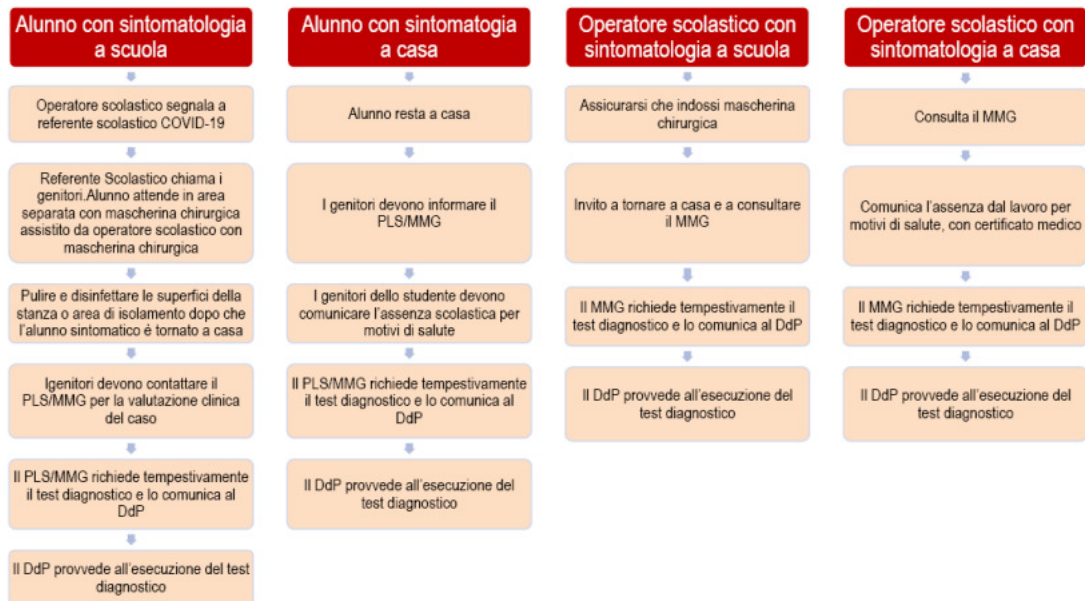 Alunno con sintomatologia
a scuola
Operatore scolastico segnala a
referente scolastico COVID-19
Referente Scolastico chiama i
genitori.Alunno attende in area
separata con mascherina chirurgica
assistito da operatore scolastico con
mascherina chirurgica
Pulire e disinfettare le superfici della
stanza o area di isolamento dopo che
l'alunno sintomatico é tornato a casa
Igenitori devono contattare il
PLS/MMG per la valutazione clinica
del caso
Il PLS/MMG richiede tempestivamente
il test diagnostico e lo comunica al
DdP
Il DdP provvede all'esecuzione del test
diagnostico
Alunno con sintomatogia
a casa
Alunno resta a casa
I genitori devono informare il
PLS/MMG
I genitori dello studente devono
comunicare l'assenza scolastica per
motivi di salute
Il PLS/MMG richiede tempestivamente
il test diagnostico e lo comunica al
DdP
Il DdP provvede all'esecuzione del
test diagnostico
Operatore scolastico con
sintomatologia a scuola
Assicurarsi che indossi mascherina
chirurgica
Invito a tornare a casa e a consultare
il MMG
Il MMG richiede tempestivamente il
test diagnostico e lo comunica al DdP
Il DdP provvede all'esecuzione del
test diagnostico
Operatore scolastico con
sintomatologia a casa
Consulta il MMG
Comunica l'assenza dal lavoro per
motivi di salute, con certificato medico
Il MMG richiede tempestivamente il
test diagnostico e lo comunica al DdP
Il DdP provvede all'esecuzione del
test diagnostico